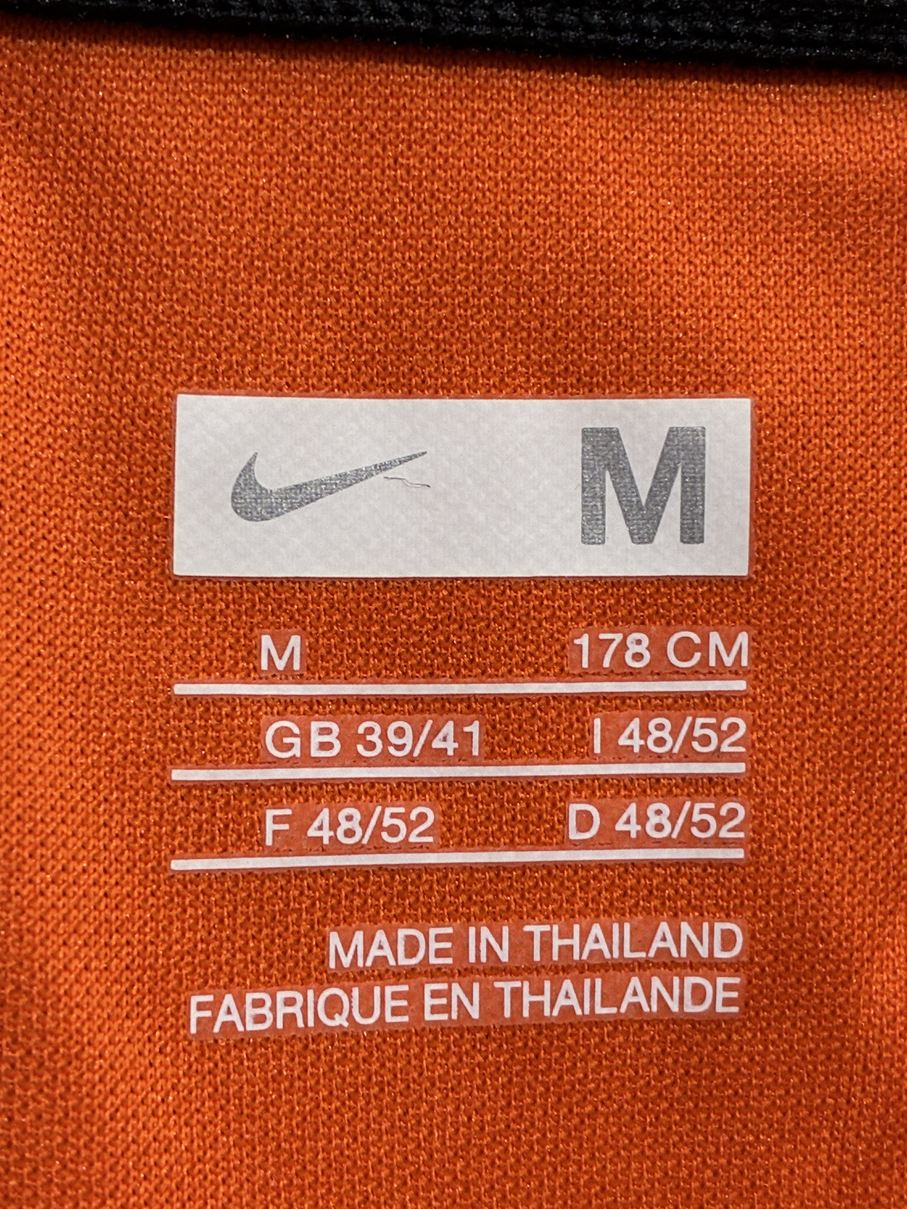 M
M 178 CM
GB 39/41 I 48/52
F 48/52 D 48/52
MADE IN THAILAND
FABRIQUE EN THAILANDE